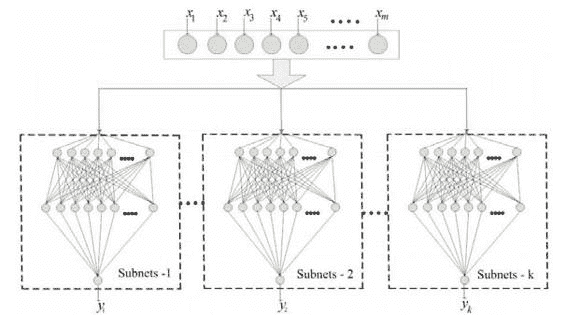 x1 x2 x3 x4 x5 .... xm
Subnets -1
Subnets - 2
Subnets - k
y1 y2 yk